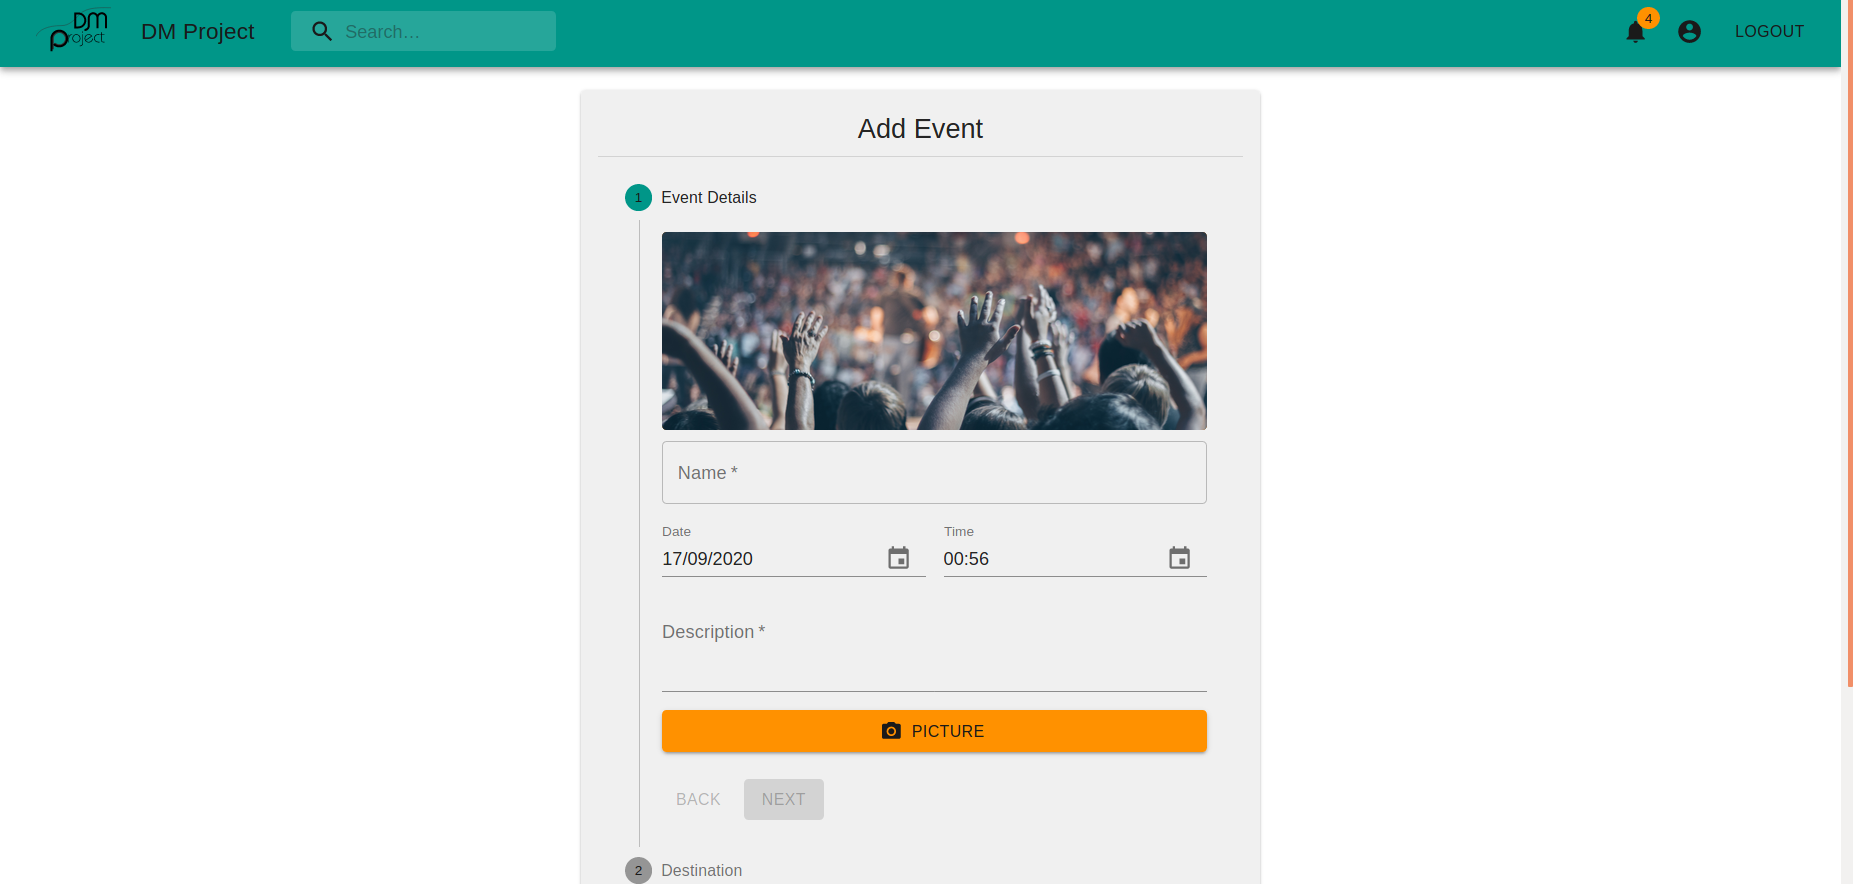 DM
Project
DM Project
Search...
4
LOGOUT
Add Event
1 Event Details
Name *
Date
17/09/2020
Time
00:56
Description *
PICTURE
BACK
NEXT
2 Destination